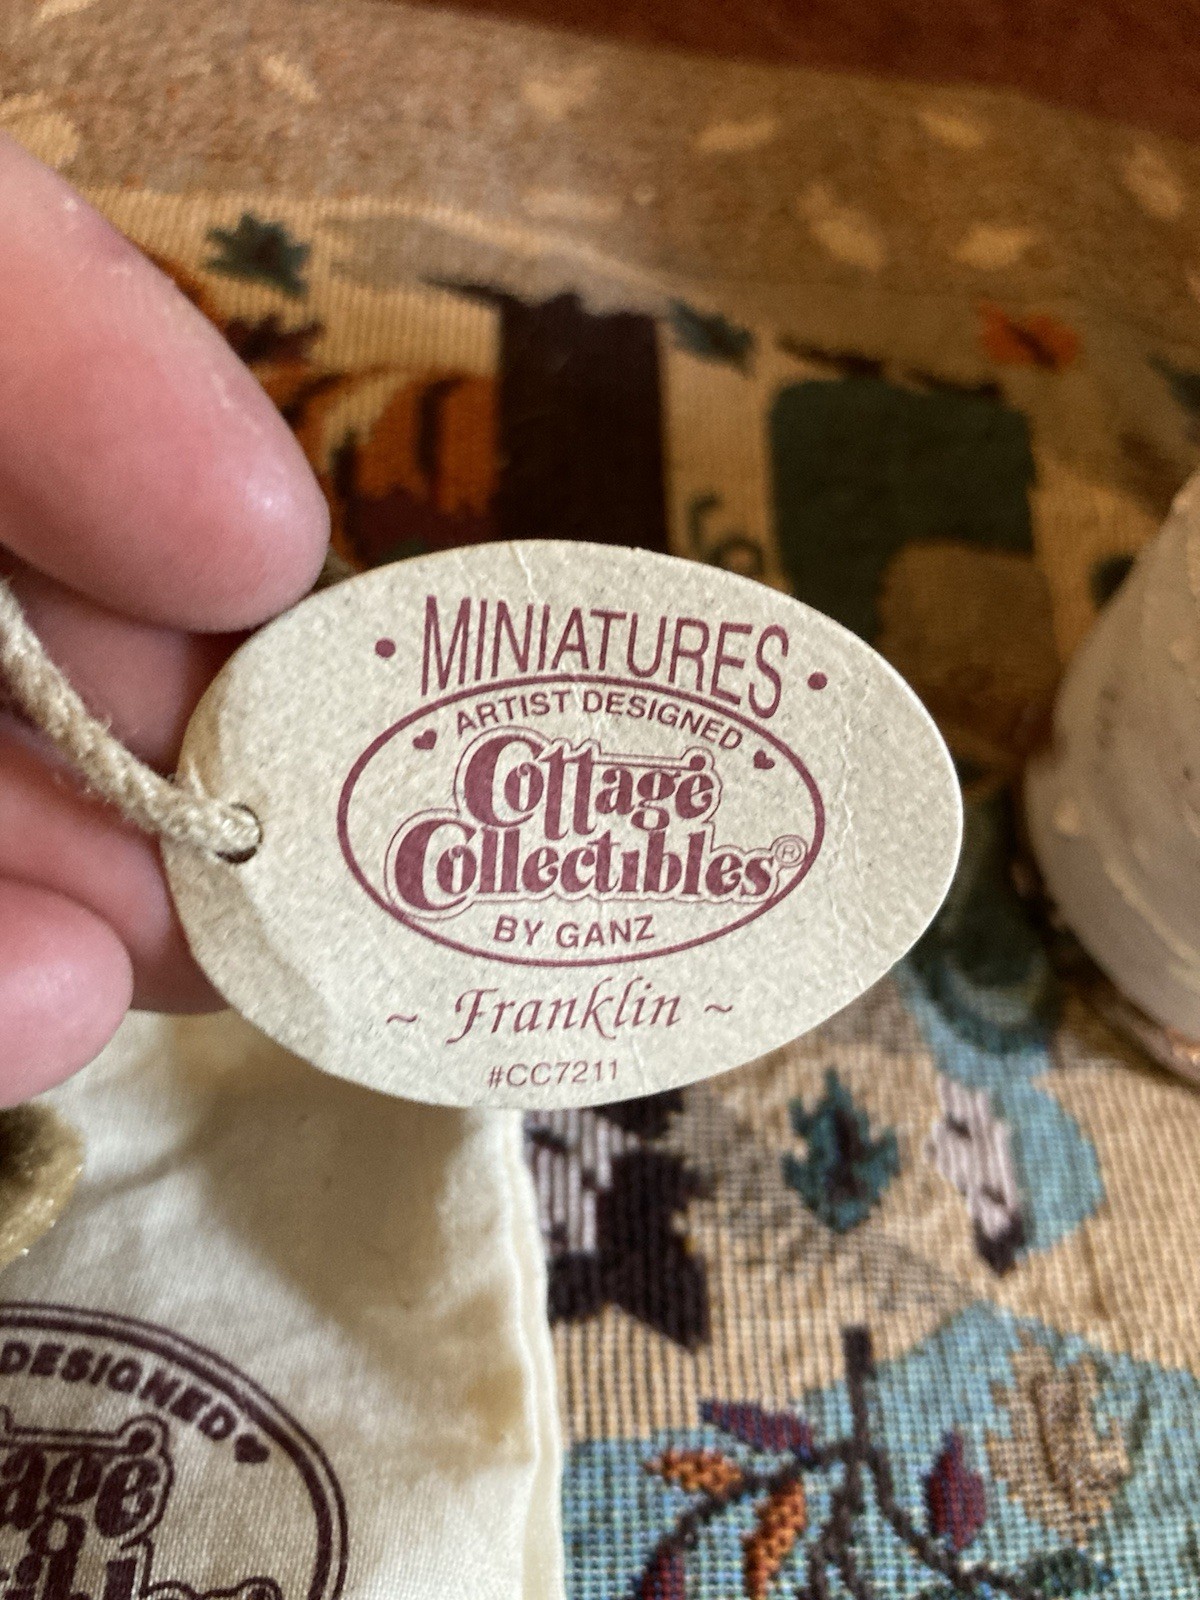 • MINIATURES •
ARTIST DESIGNED
Cottage
Collectibles®
BY GANZ
~ Franklin ~
#CC7211
DESIGNED